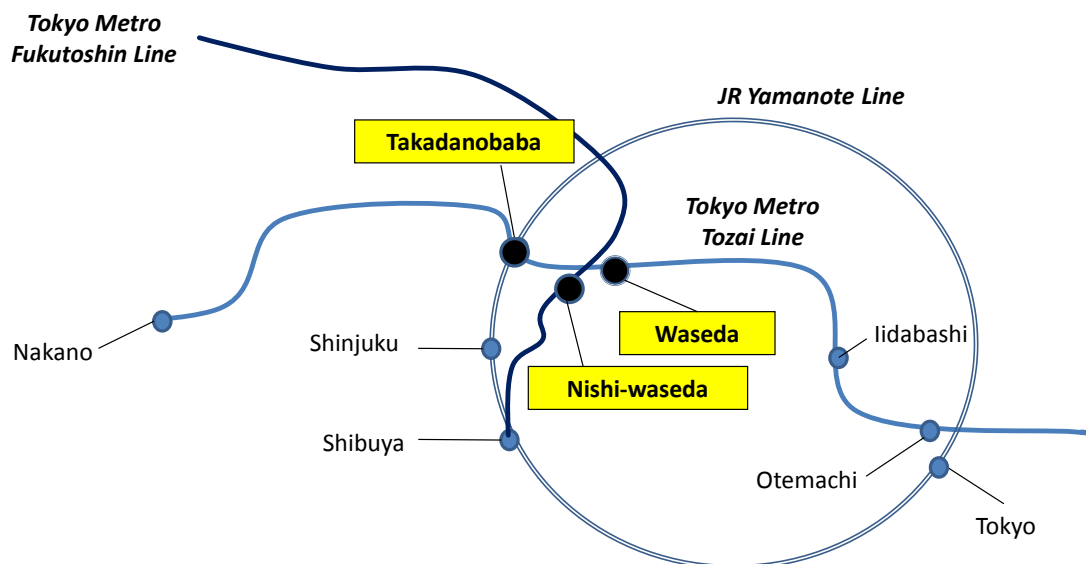 Tokyo Metro
Fukutoshin Line
JR Yamanote Line
Takadanobaba
Tokyo Metro
Tozai Line
Waseda
Iidabashi
Nakano
Shinjuku
Nishi-waseda
Shibuya
Otemachi
Tokyo